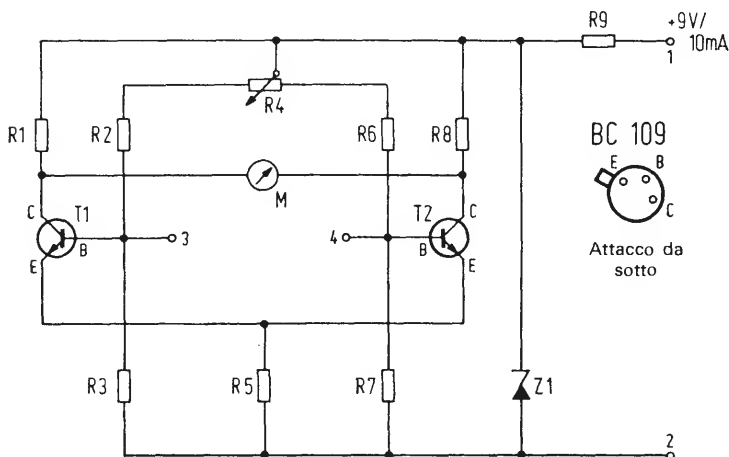 R9
+9V/
10mA
1
R4
R1
R2
R6
R8
BC 109
E
B
C
M
C
T1
B
E
3
4
T2
C
B
E
Attacco da
sotto
R3
R5
R7
Z1
2